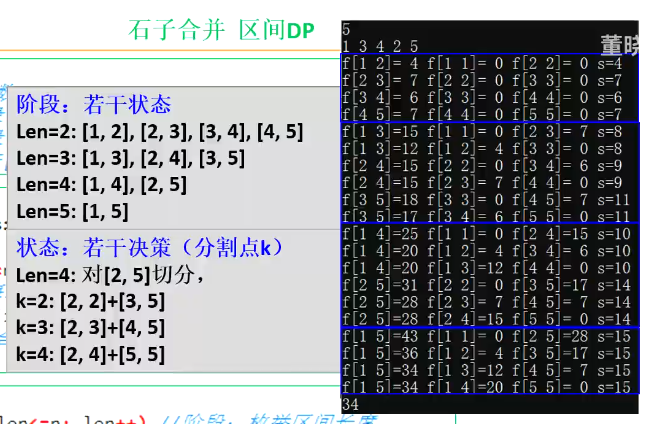 石子合并 区间DP
阶段：若干状态
Len=2: [1, 2], [2, 3], [3, 4], [4, 5]
Len=3: [1, 3], [2, 4], [3, 5]
Len=4: [1, 4], [2, 5]
Len=5: [1, 5]
状态：若干决策（分割点k）
Len=4: 对[2, 5]切分，
k=2: [2, 2]+[3, 5]
k=3: [2, 3]+[4, 5]
k=4: [2, 4]+[5, 5]
5
1 3 4 2 5
董晓
f[1 2]= 4 f[1 1]= 0 f[2 2]= 0 s=4
f[2 3]= 7 f[2 2]= 0 f[3 3]= 0 s=7
f[3 4]= 6 f[3 3]= 0 f[4 4]= 0 s=6
f[4 5]= 7 f[4 4]= 0 f[5 5]= 0 s=7
f[1 3]=15 f[1 1]= 0 f[2 3]= 7 s=8
f[1 3]=12 f[1 2]= 4 f[3 3]= 0 s=8
f[2 4]=15 f[2 2]= 0 f[3 4]= 6 s=9
f[2 4]=15 f[2 3]= 7 f[4 4]= 0 s=9
f[3 5]=18 f[3 3]= 0 f[4 5]= 7 s=11
f[3 5]=17 f[3 4]= 6 f[5 5]= 0 s=11
f[1 4]=25 f[1 1]= 0 f[2 4]=15 s=10
f[1 4]=20 f[1 2]= 4 f[3 4]= 6 s=10
f[1 4]=20 f[1 3]=12 f[4 4]= 0 s=10
f[2 5]=31 f[2 2]= 0 f[3 5]=17 s=14
f[2 5]=28 f[2 3]= 7 f[4 5]= 7 s=14
f[2 5]=28 f[2 4]=15 f[5 5]= 0 s=14
f[1 5]=43 f[1 1]= 0 f[2 5]=28 s=15
f[1 5]=36 f[1 2]= 4 f[3 5]=17 s=15
f[1 5]=34 f[1 3]=12 f[4 5]= 7 s=15
f[1 5]=34 f[1 4]=20 f[5 5]= 0 s=15
34
len<=n; len++) //阶段：枚举区间长度